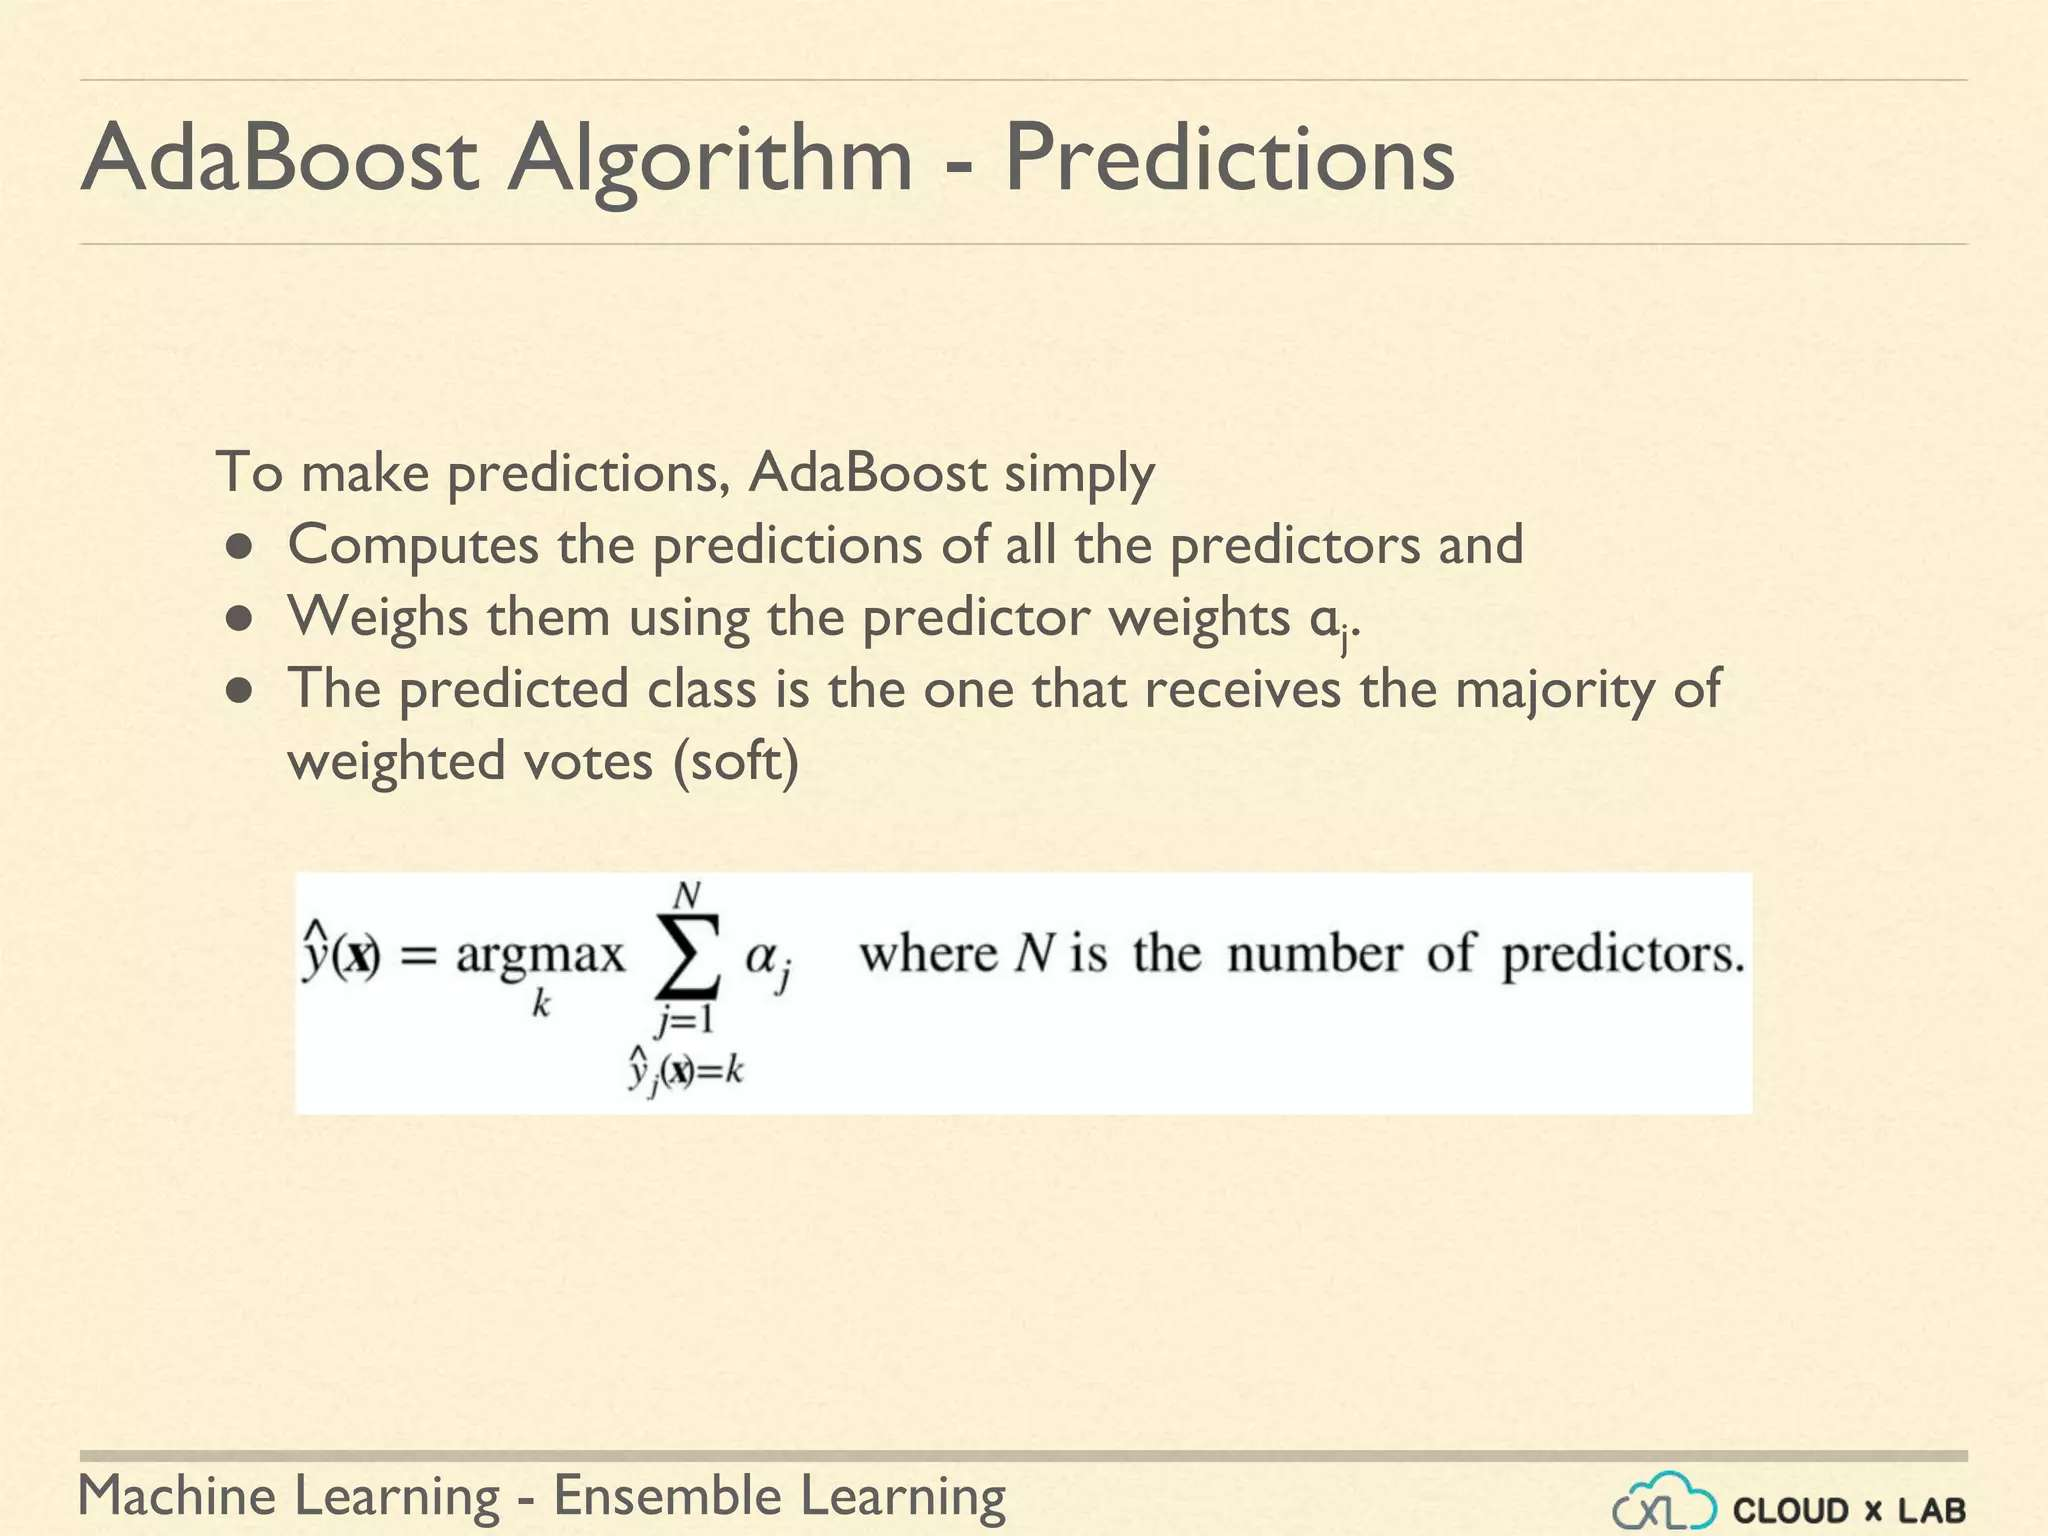 AdaBoost Algorithm - Predictions
To make predictions, AdaBoost simply
● Computes the predictions of all the predictors and
● Weighs them using the predictor weights αj.
● The predicted class is the one that receives the majority of
weighted votes (soft)
ŷ(x) = argmax_k ∑_{j=1, ŷj(x)=k}^{N} αj where N is the number of predictors.
Machine Learning - Ensemble Learning
CXL CLOUD x LAB